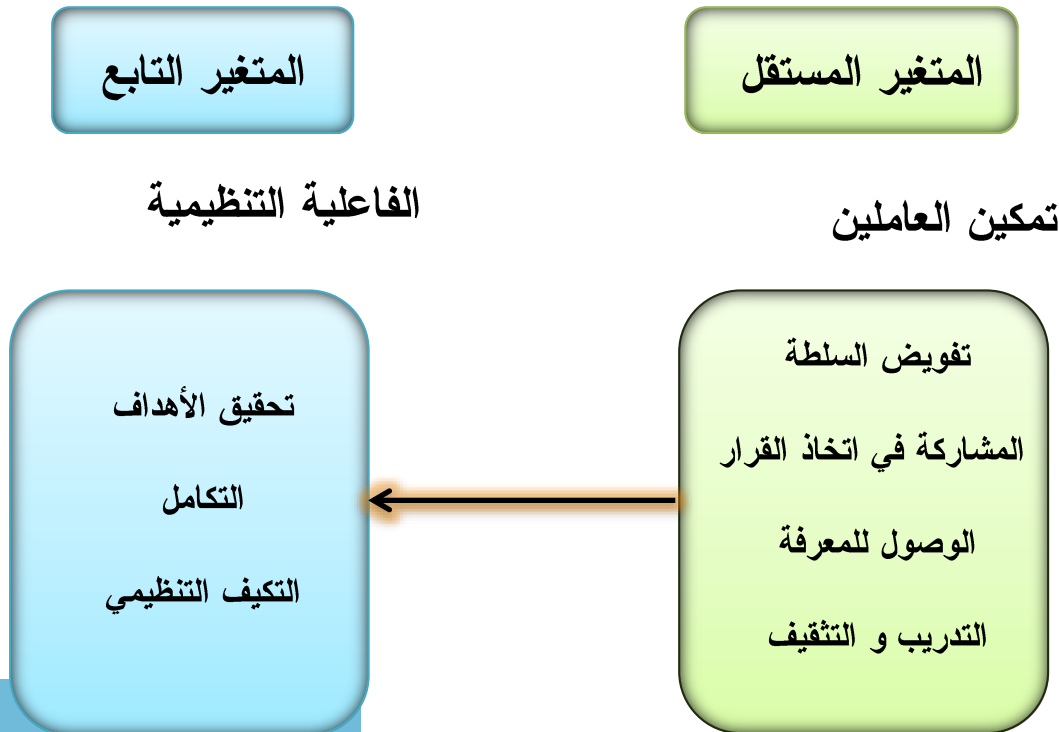 المتغير المستقل
المتغير التابع
تمكين العاملين
الفاعلية التنظيمية
تفويض السلطة
المشاركة في اتخاذ القرار
الوصول للمعرفة
التدريب و التثقيف
تحقيق الأهداف
التكامل
التكيف التنظيمي